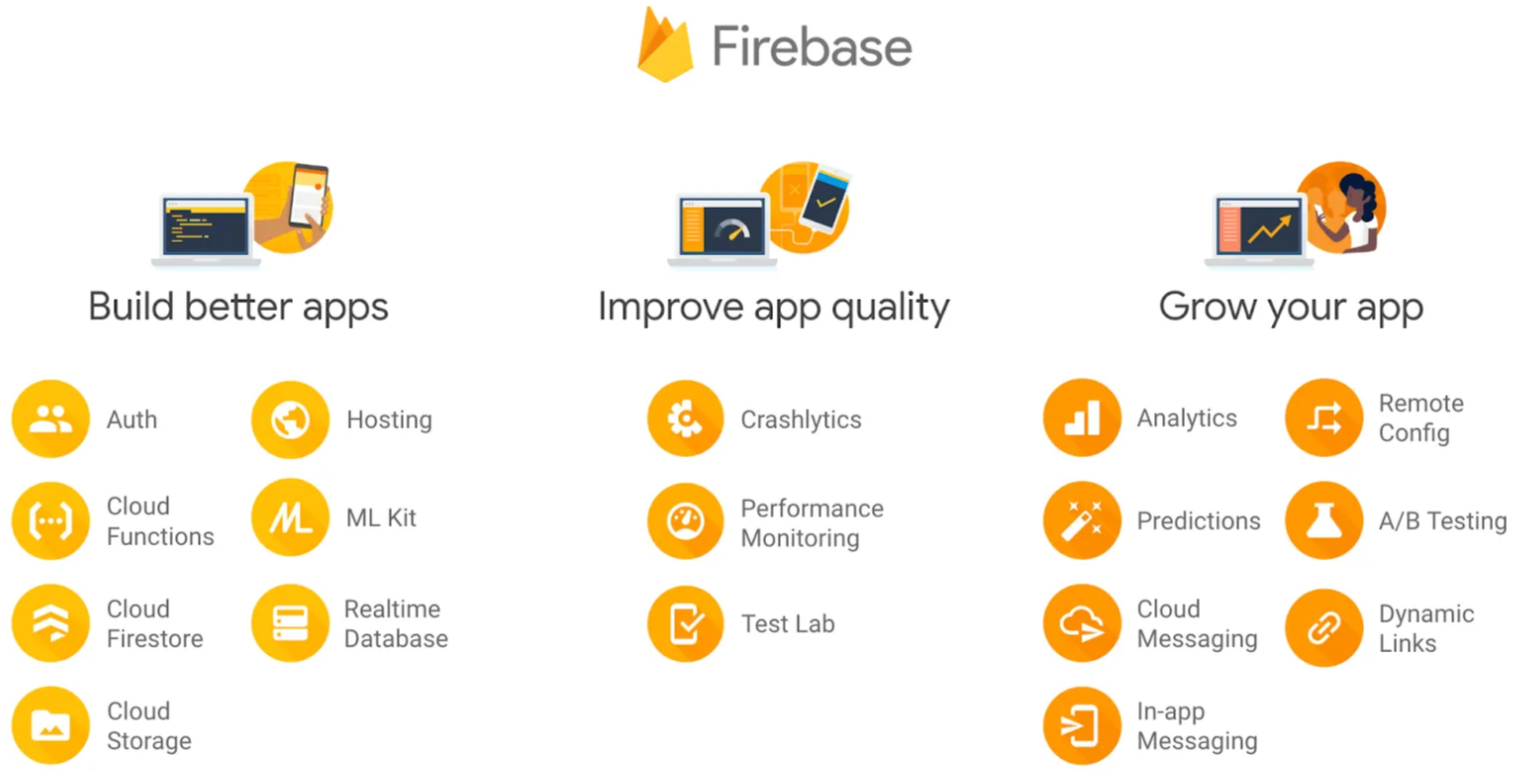 Firebase
Build better apps
Improve app quality
Grow your app
Auth
Hosting
Cloud
Functions
ML Kit
Cloud
Firestore
Realtime
Database
Cloud
Storage
Crashlytics
Performance
Monitoring
Test Lab
Analytics
Remote
Config
Predictions
A/B Testing
Cloud
Messaging
Dynamic
Links
In-app
Messaging